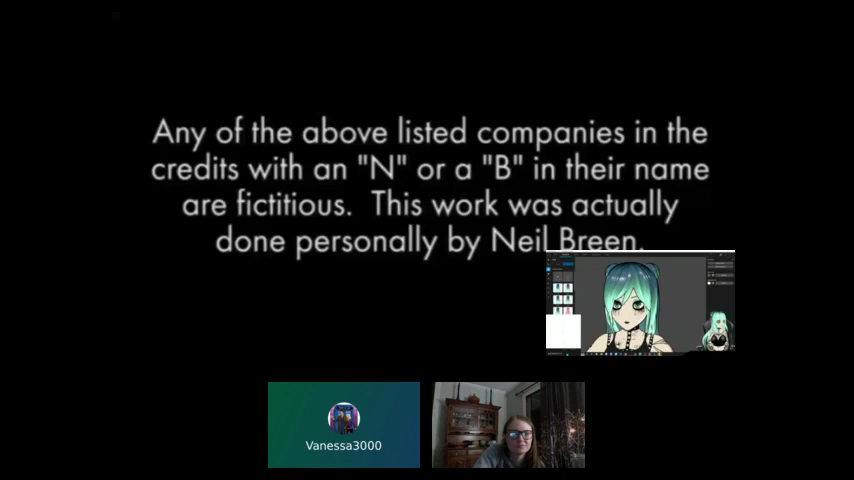 Any of the above listed companies in the
credits with an "N" or a "B" in their name
are fictitious.  This work was actually
done personally by Neil Breen.
Vanessa3000